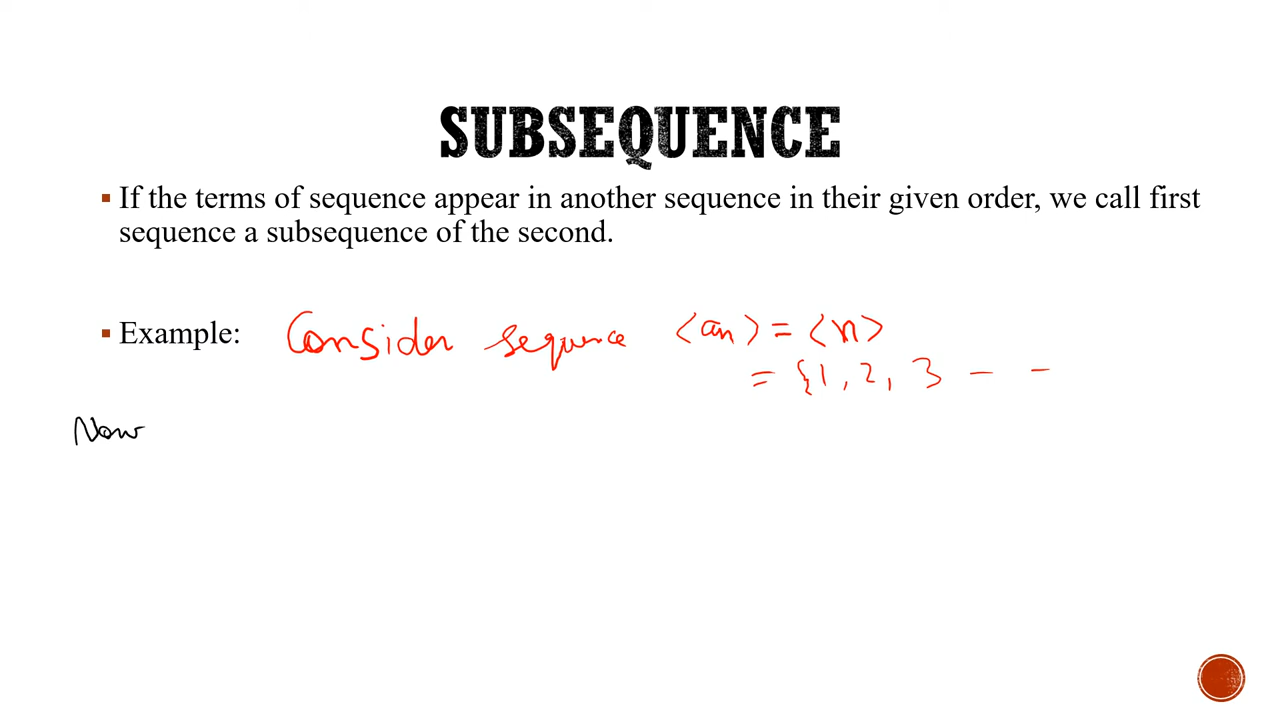 SUBSEQUENCE
▪ If the terms of sequence appear in another sequence in their given order, we call first
sequence a subsequence of the second.
▪ Example: Consider sequence ⟨an⟩ = ⟨n⟩
= {1, 2, 3 – –
Now